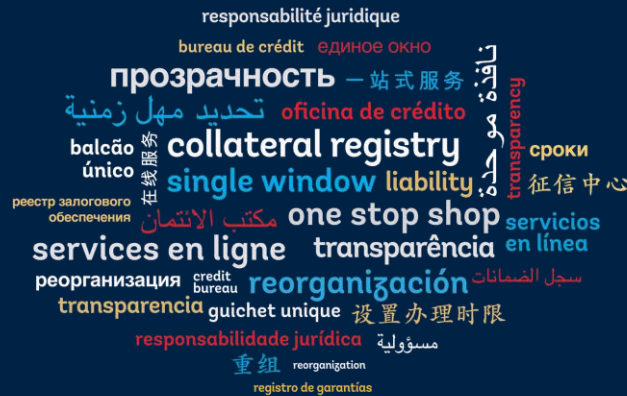 responsabilité juridique
bureau de crédit единое окно
прозрачность 一站式服务
نافذة موحدة
تحديد مهل زمنية oficina de crédito
transparency
balcão
único
在线服务
collateral registry
сроки
single window liability 征信中心
реестр залогового
обеспечения
مكتب الائتمان one stop shop servicios
en línea
services en ligne transparência
реорганизация credit
bureau
reorganización سجل الضمانات
transparencia guichet unique 设置办理时限
responsabilidade jurídica مسؤولية
重组 reorganization
registro de garantías